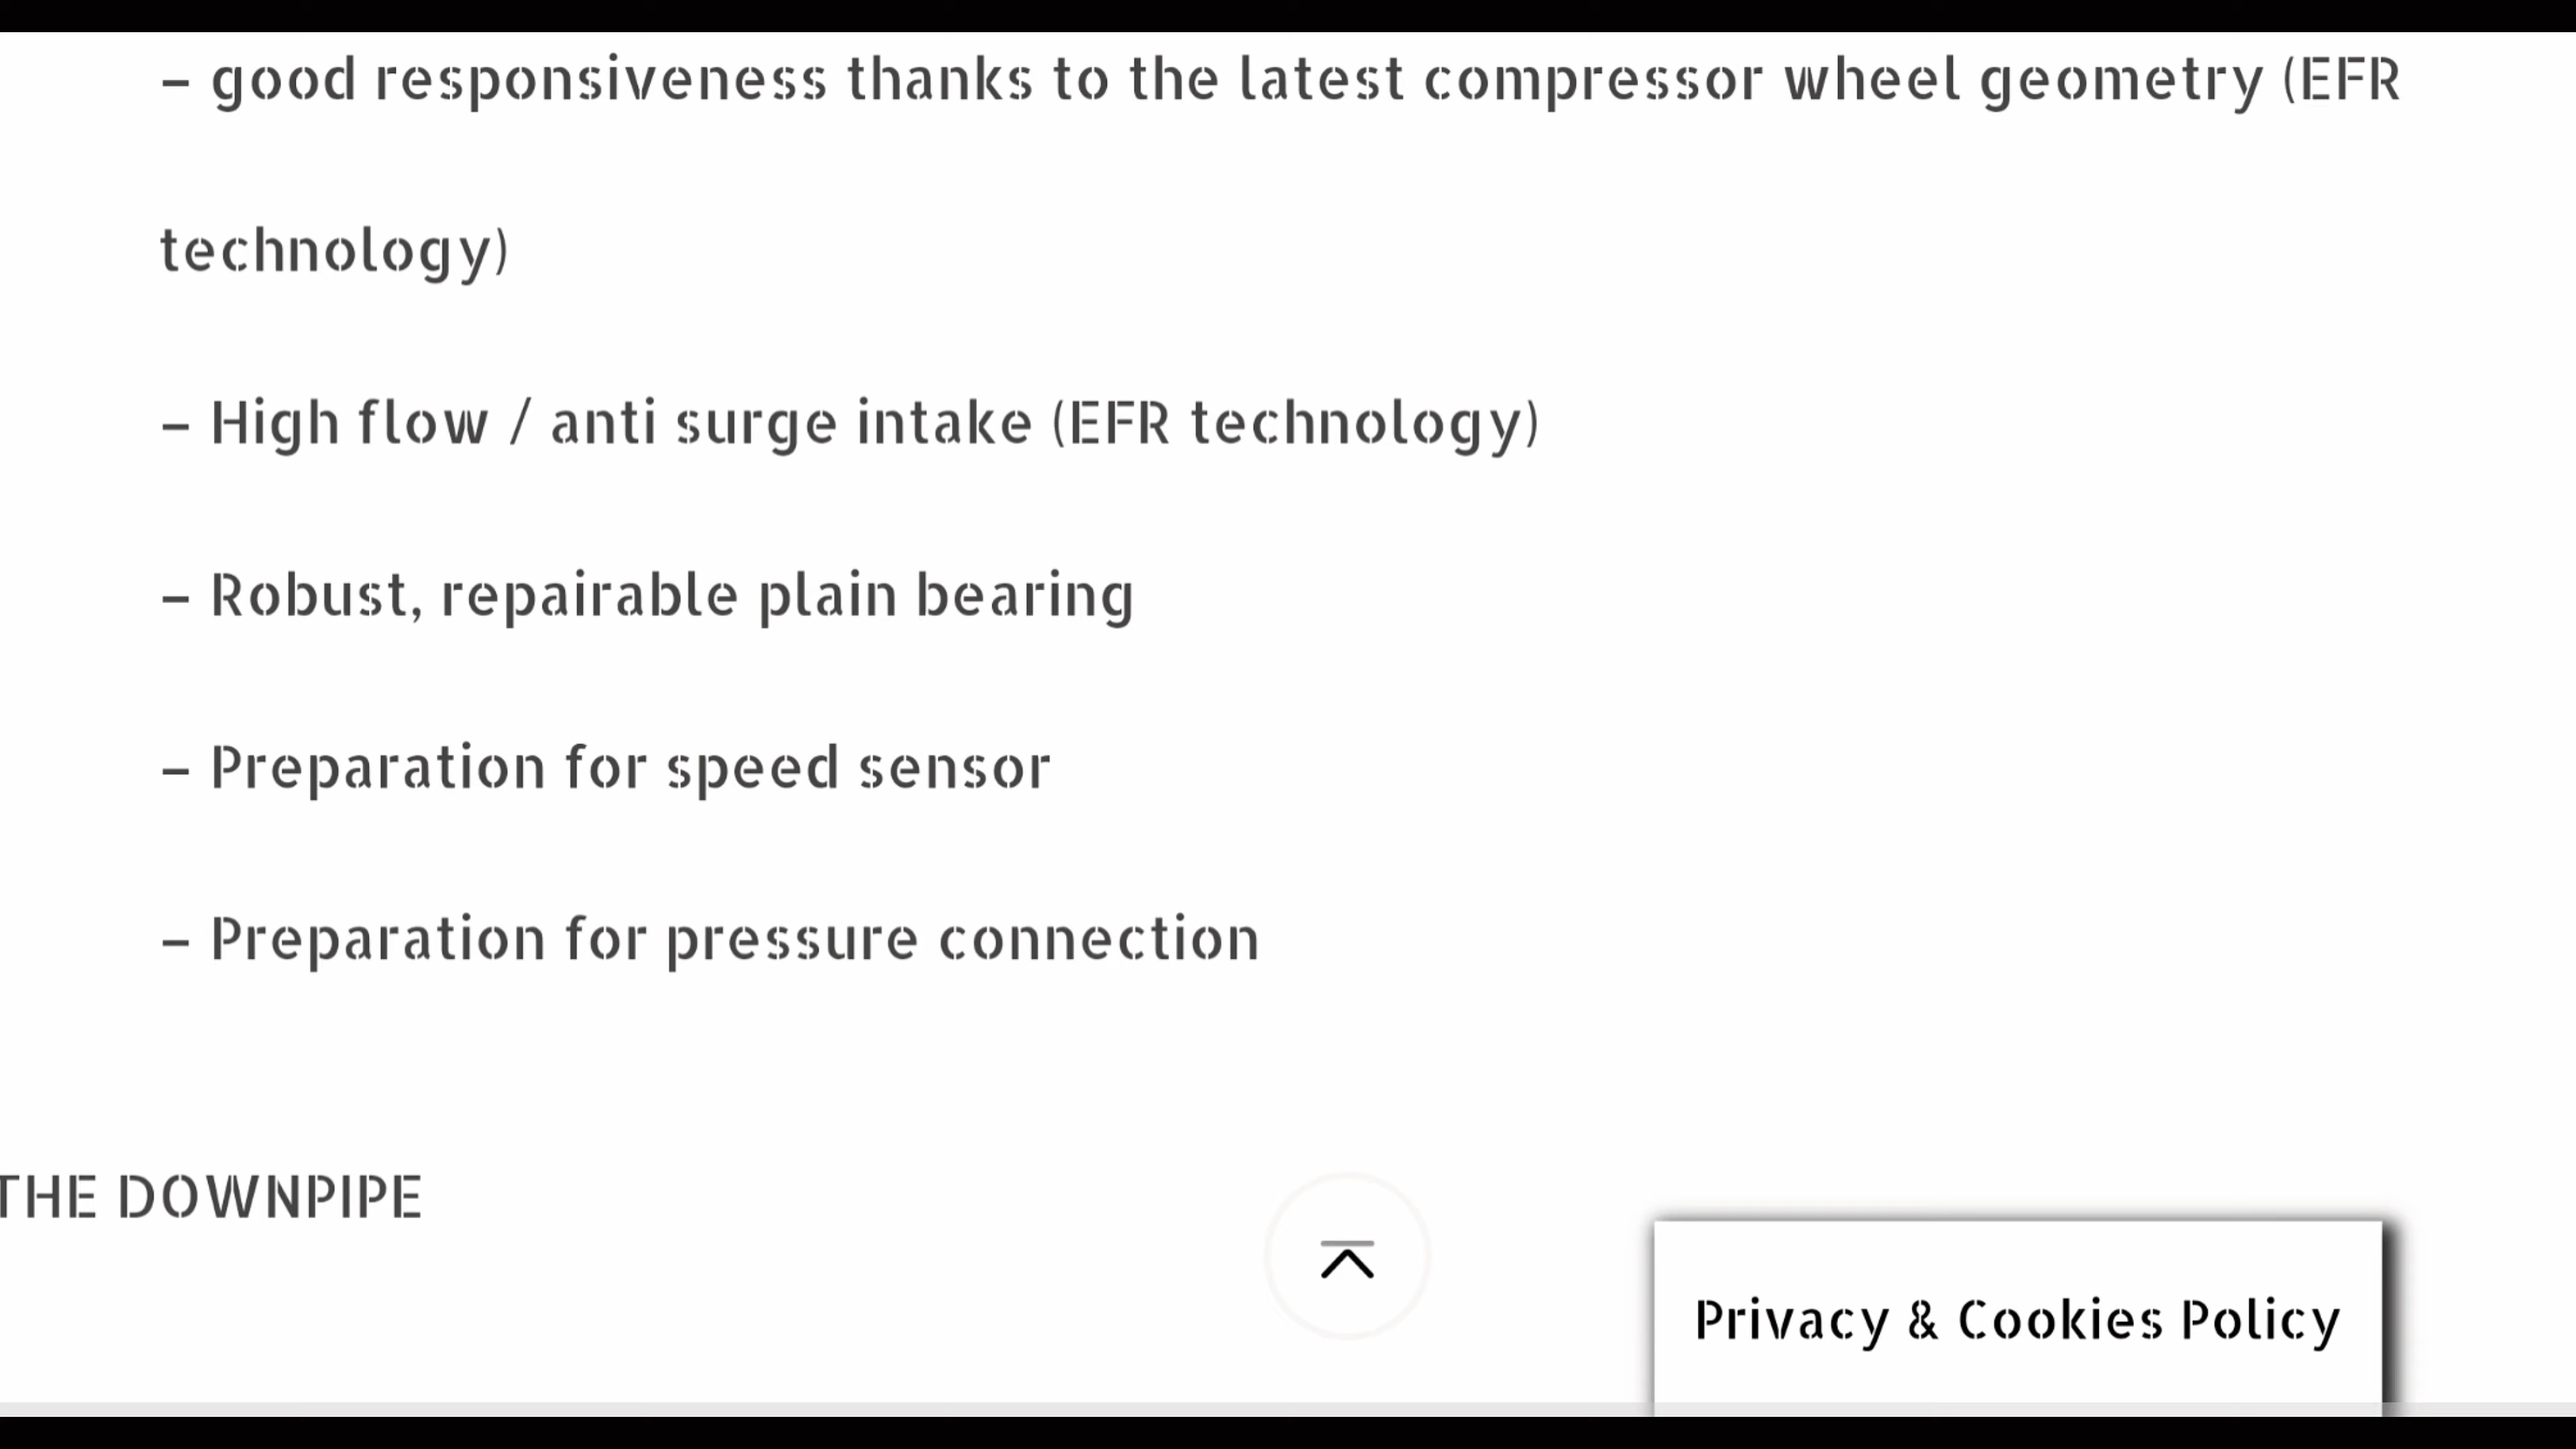 – good responsiveness thanks to the latest compressor wheel geometry (EFR
technology)
– High flow / anti surge intake (EFR technology)
– Robust, repairable plain bearing
– Preparation for speed sensor
– Preparation for pressure connection
THE DOWNPIPE
Privacy & Cookies Policy